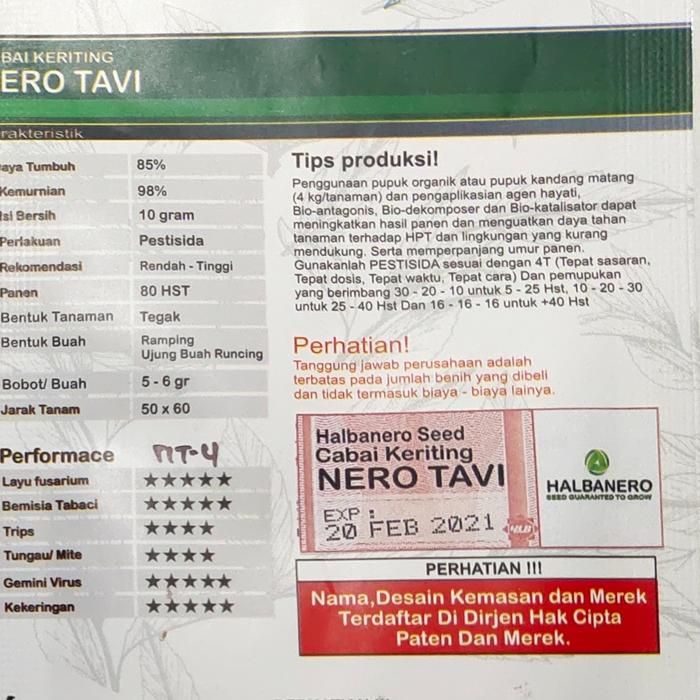 BAI KERITING
ERO TAVI
rakteristik
aya Tumbuh 85%
Kemurnian 98%
Isi Bersih 10 gram
Perlakuan Pestisida
Rekomendasi Rendah - Tinggi
Panen 80 HST
Bentuk Tanaman Tegak
Bentuk Buah Ramping
Ujung Buah Runcing
Bobot/ Buah 5 - 6 gr
Jarak Tanam 50 x 60
Performace MT-4
Layu fusarium ★★★★★
Bemisia Tabaci ★★★★★
Trips ★★★★
Tungau/ Mite ★★★★
Gemini Virus ★★★★★
Kekeringan ★★★★★
Tips produksi!
Penggunaan pupuk organik atau pupuk kandang matang
(4 kg/tanaman) dan pengaplikasian agen hayati,
Bio-antagonis, Bio-dekomposer dan Bio-katalisator dapat
meningkatkan hasil panen dan menguatkan daya tahan
tanaman terhadap HPT dan lingkungan yang kurang
mendukung. Serta memperpanjang umur panen.
Gunakanlah PESTISIDA sesuai dengan 4T (Tepat sasaran,
Tepat dosis, Tepat waktu, Tepat cara) Dan pemupukan
yang berimbang 30 - 20 - 10 untuk 5 - 25 Hst, 10 - 20 - 30
untuk 25 - 40 Hst Dan 16 - 16 - 16 untuk +40 Hst
Perhatian!
Tanggung jawab perusahaan adalah
terbatas pada jumlah benih yang dibeli
dan tidak termasuk biaya - biaya lainya.
Halbanero Seed
Cabai Keriting
NERO TAVI
EXP :
20 FEB 2021
HLB
HALBANERO
SEED GUARANTED TO GROW
PERHATIAN !!!
Nama,Desain Kemasan dan Merek
Terdaftar Di Dirjen Hak Cipta
Paten Dan Merek.